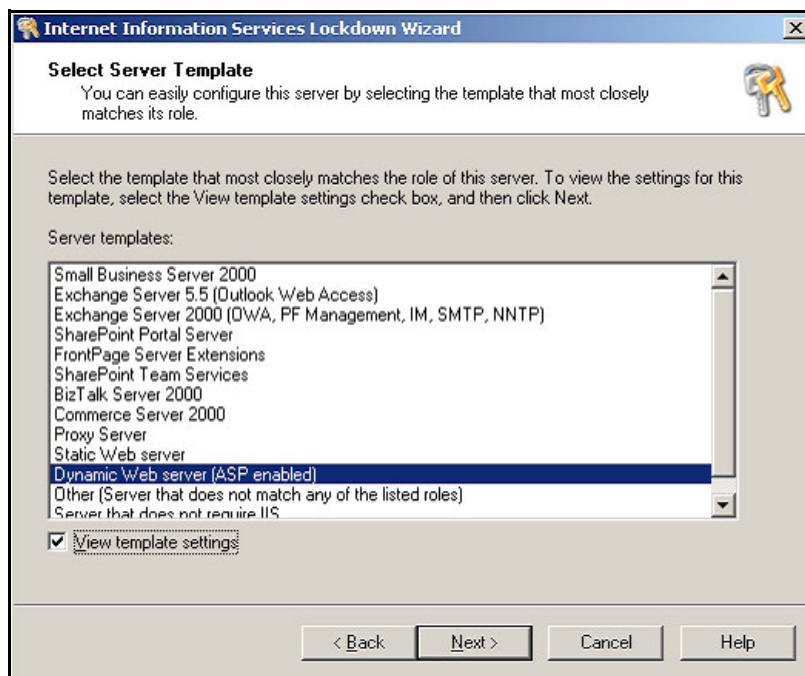 Internet Information Services Lockdown Wizard
Select Server Template
You can easily configure this server by selecting the template that most closely
matches its role.
Select the template that most closely matches the role of this server. To view the settings for this
template, select the View template settings check box, and then click Next.
Server templates:
Small Business Server 2000
Exchange Server 5.5 (Outlook Web Access)
Exchange Server 2000 (OWA, PF Management, IM, SMTP, NNTP)
SharePoint Portal Server
FrontPage Server Extensions
SharePoint Team Services
BizTalk Server 2000
Commerce Server 2000
Proxy Server
Static Web server
Dynamic Web server (ASP enabled)
Other (Server that does not match any of the listed roles)
Server that does not require IIS
View template settings
< Back
Next >
Cancel
Help